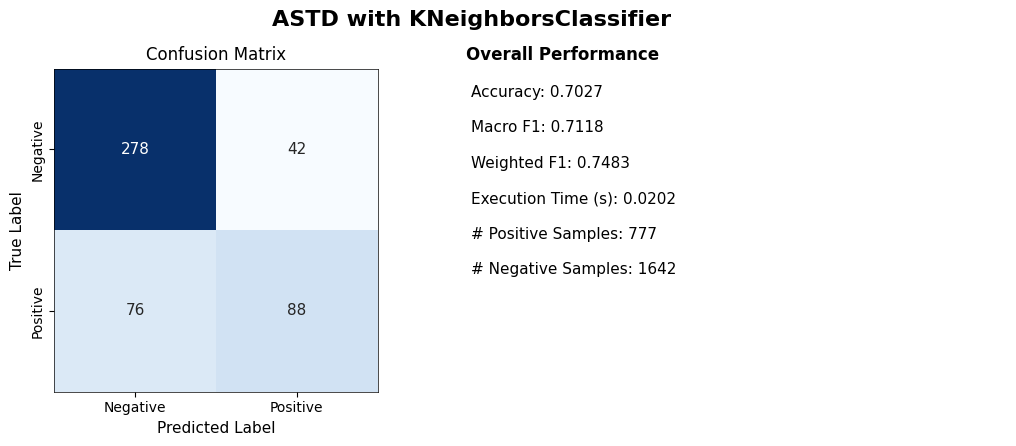 ASTD with KNeighborsClassifier
Confusion Matrix
True Label
Negative
Positive
278
42
76
88
Negative
Positive
Predicted Label
Overall Performance
Accuracy: 0.7027
Macro F1: 0.7118
Weighted F1: 0.7483
Execution Time (s): 0.0202
# Positive Samples: 777
# Negative Samples: 1642